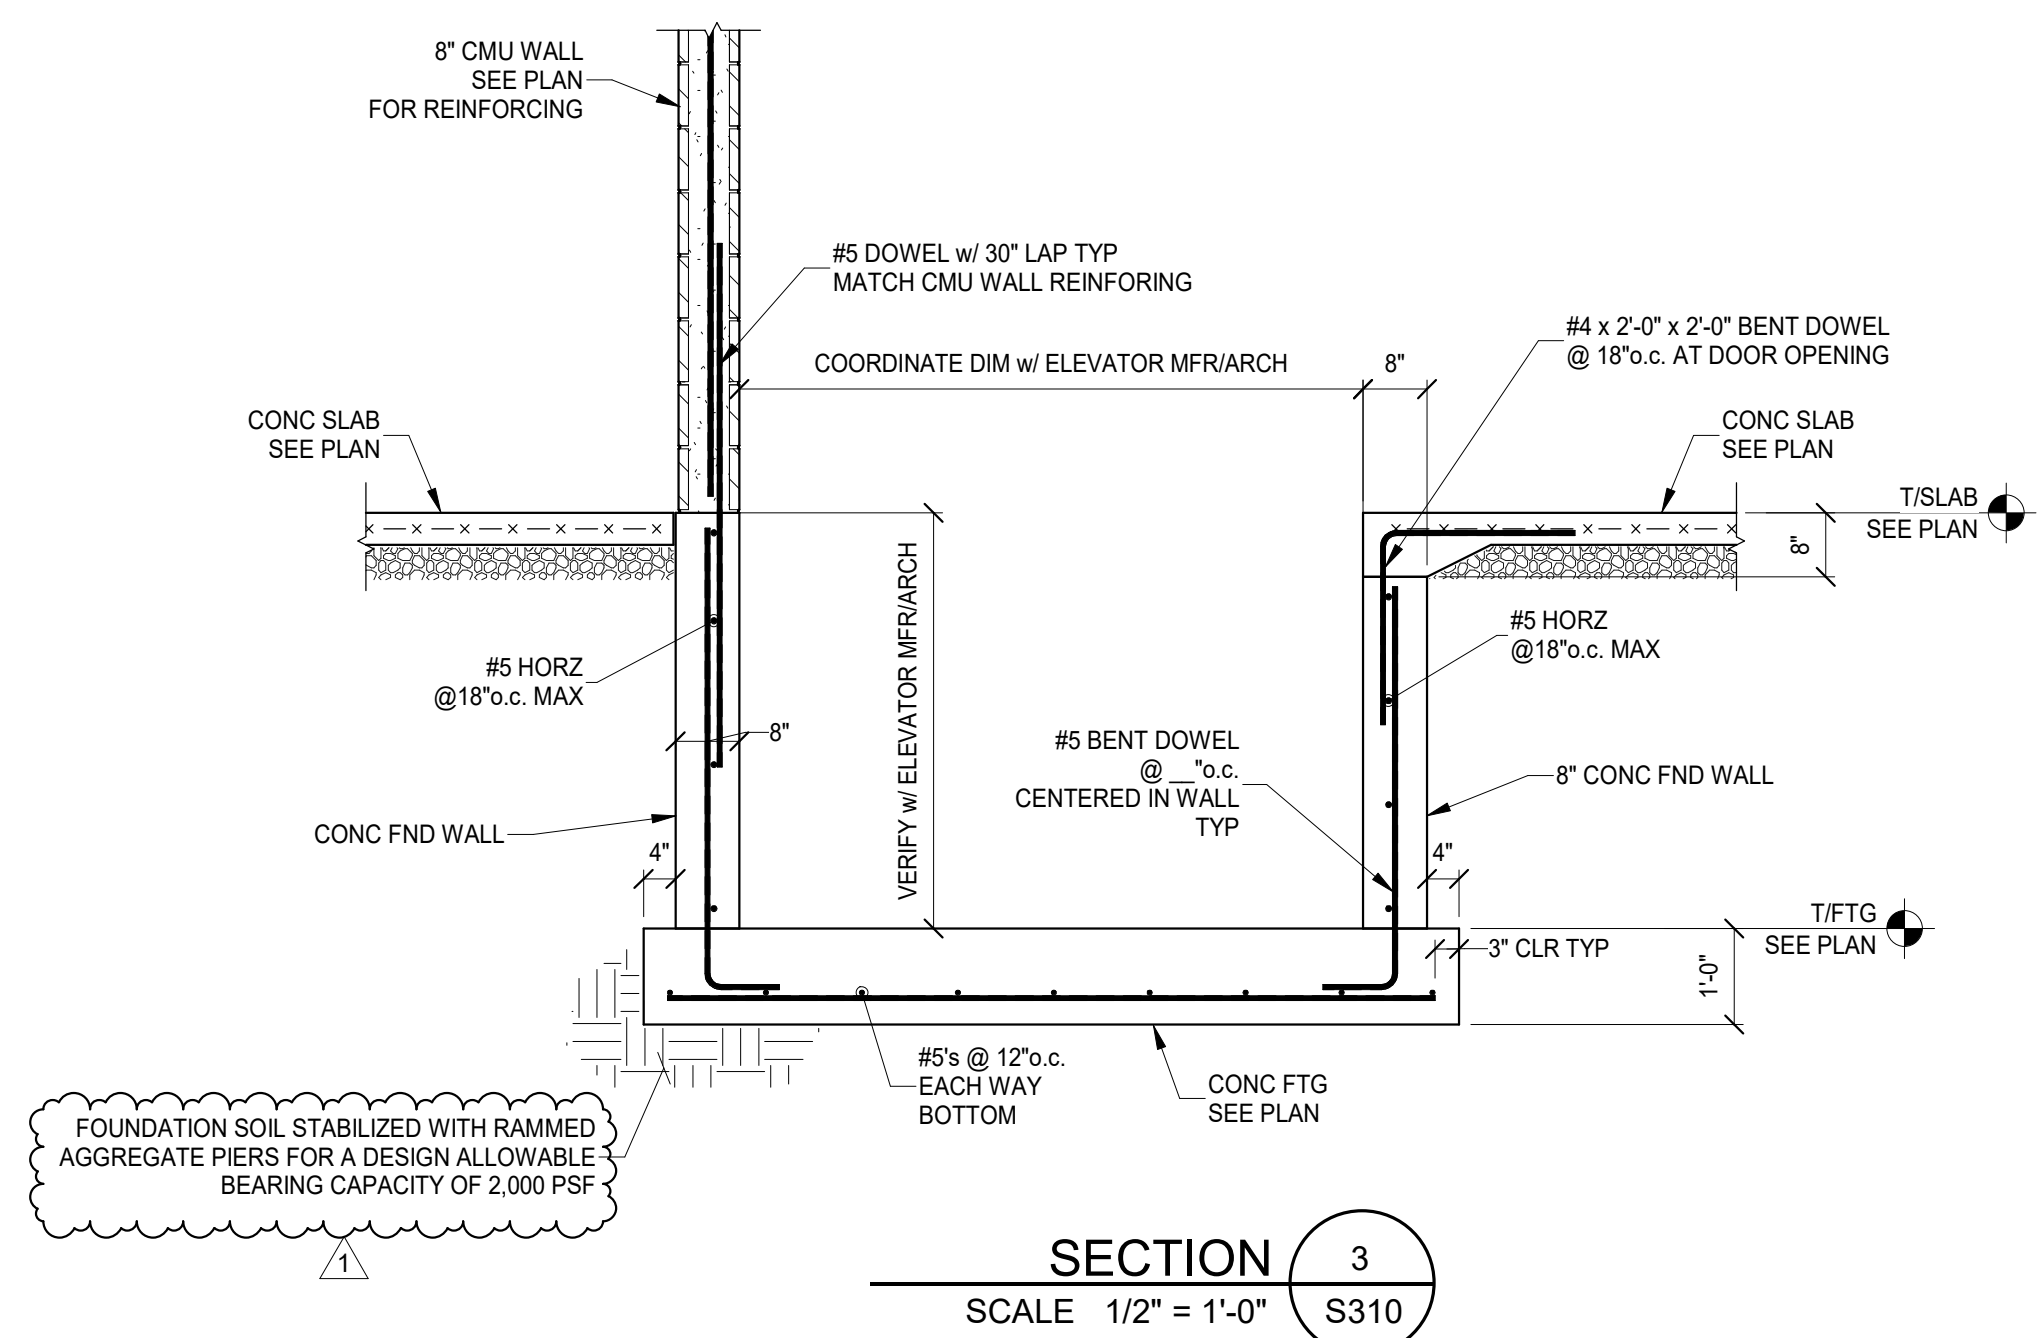 8" CMU WALL
SEE PLAN
FOR REINFORCING
#5 DOWEL w/ 30" LAP TYP
MATCH CMU WALL REINFORING
#4 x 2'-0" x 2'-0" BENT DOWEL
@ 18"o.c. AT DOOR OPENING
COORDINATE DIM w/ ELEVATOR MFR/ARCH
8"
CONC SLAB
SEE PLAN
CONC SLAB
SEE PLAN
T/SLAB
SEE PLAN
8"
VERIFY w/ ELEVATOR MFR/ARCH
#5 HORZ
@18"o.c. MAX
#5 HORZ
@18"o.c. MAX
8"
#5 BENT DOWEL
@ __"o.c.
CENTERED IN WALL
TYP
8" CONC FND WALL
CONC FND WALL
4"
4"
T/FTG
SEE PLAN
3" CLR TYP
1'-0"
#5's @ 12"o.c.
EACH WAY
BOTTOM
CONC FTG
SEE PLAN
FOUNDATION SOIL STABILIZED WITH RAMMED
AGGREGATE PIERS FOR A DESIGN ALLOWABLE
BEARING CAPACITY OF 2,000 PSF
1
SECTION
3
SCALE 1/2" = 1'-0"
S310